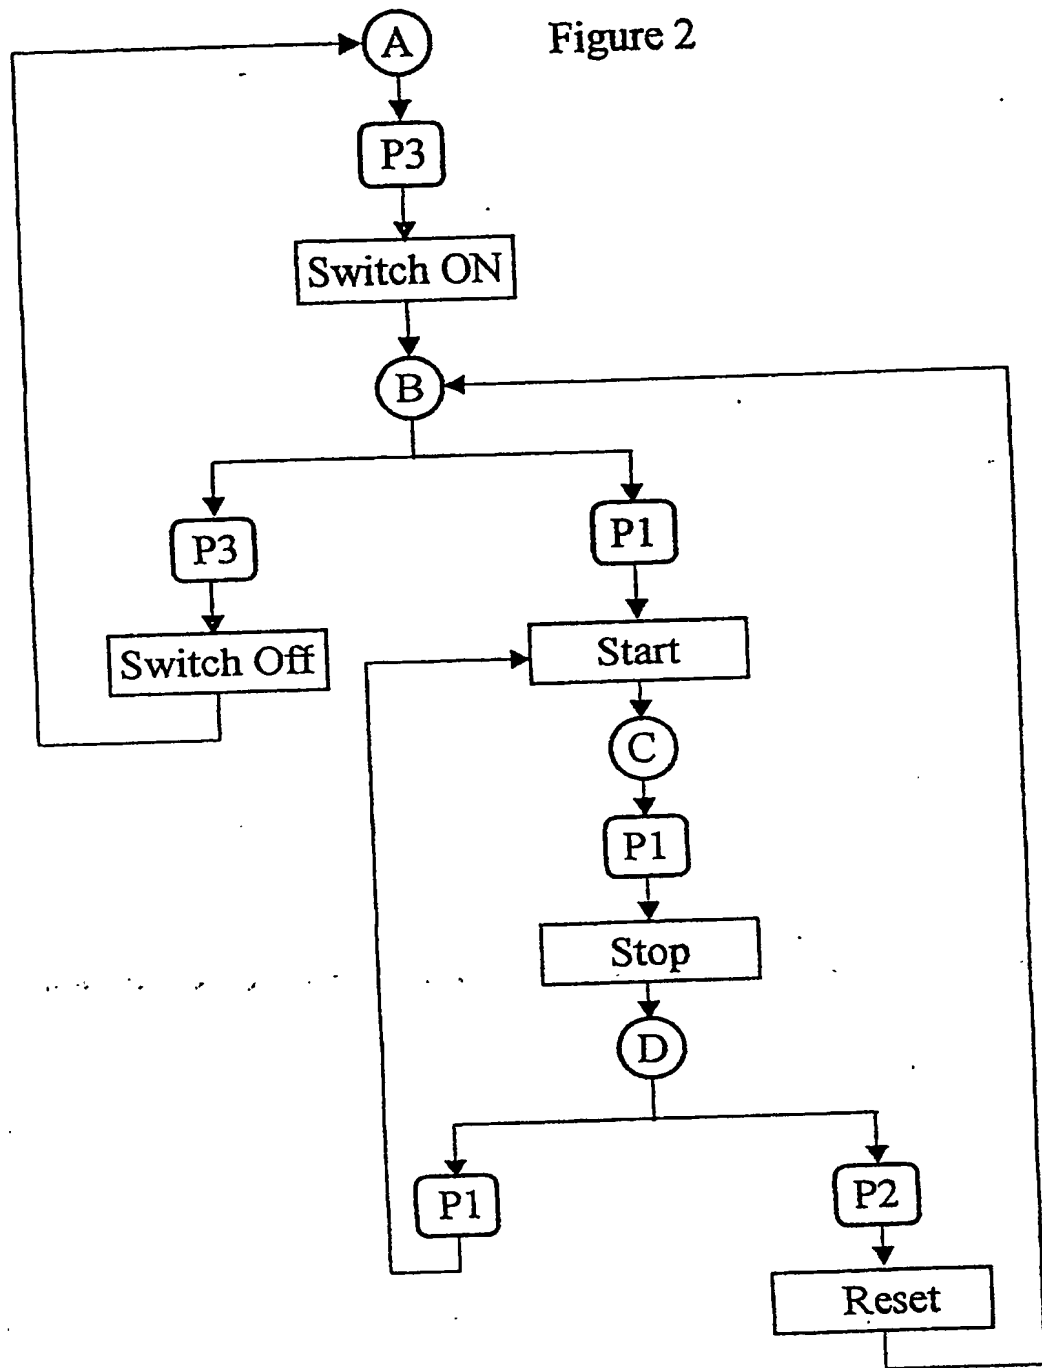 Figure 2
A
P3
Switch ON
B
P3
P1
Switch Off
Start
C
P1
Stop
D
P1
P2
Reset